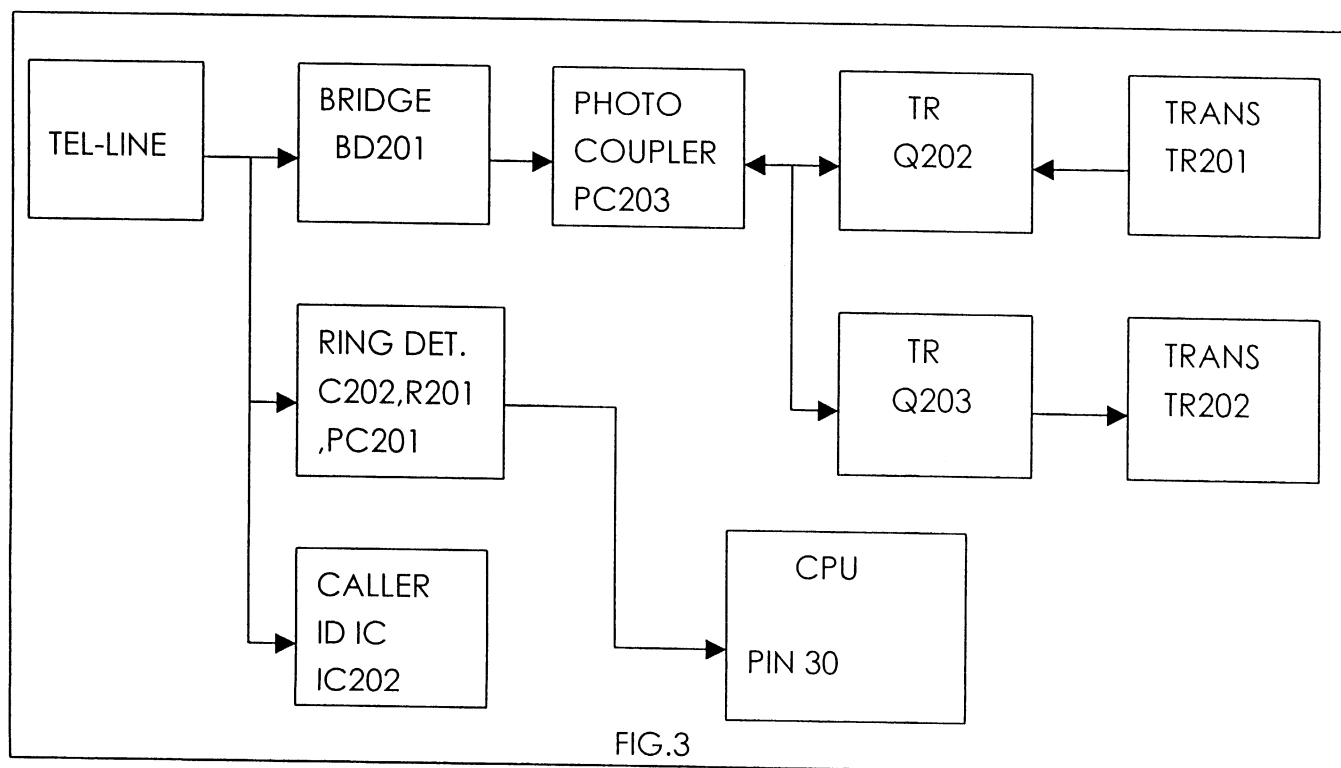 TEL-LINE
BRIDGE
BD201
PHOTO
COUPLER
PC203
TR
Q202
TRANS
TR201
RING DET.
C202,R201
,PC201
TR
Q203
TRANS
TR202
CALLER
ID IC
IC202
CPU
PIN 30
FIG.3